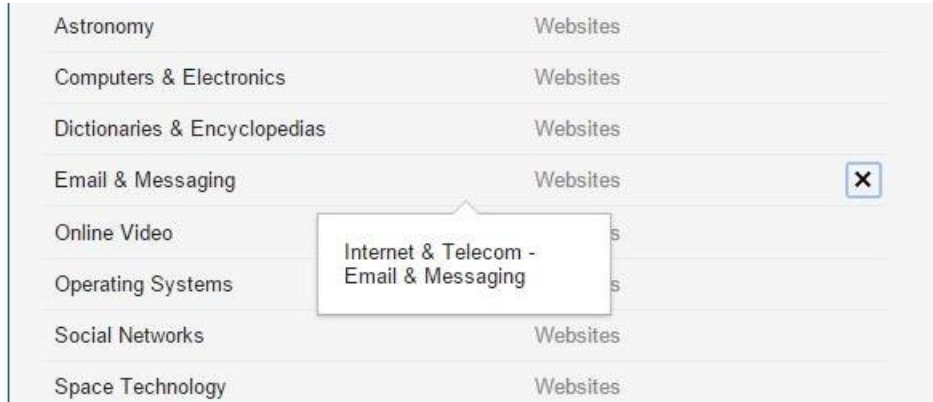 Astronomy Websites
Computers & Electronics Websites
Dictionaries & Encyclopedias Websites
Email & Messaging Websites
Online Video s
Internet & Telecom -
Email & Messaging
Operating Systems s
Social Networks Websites
Space Technology Websites